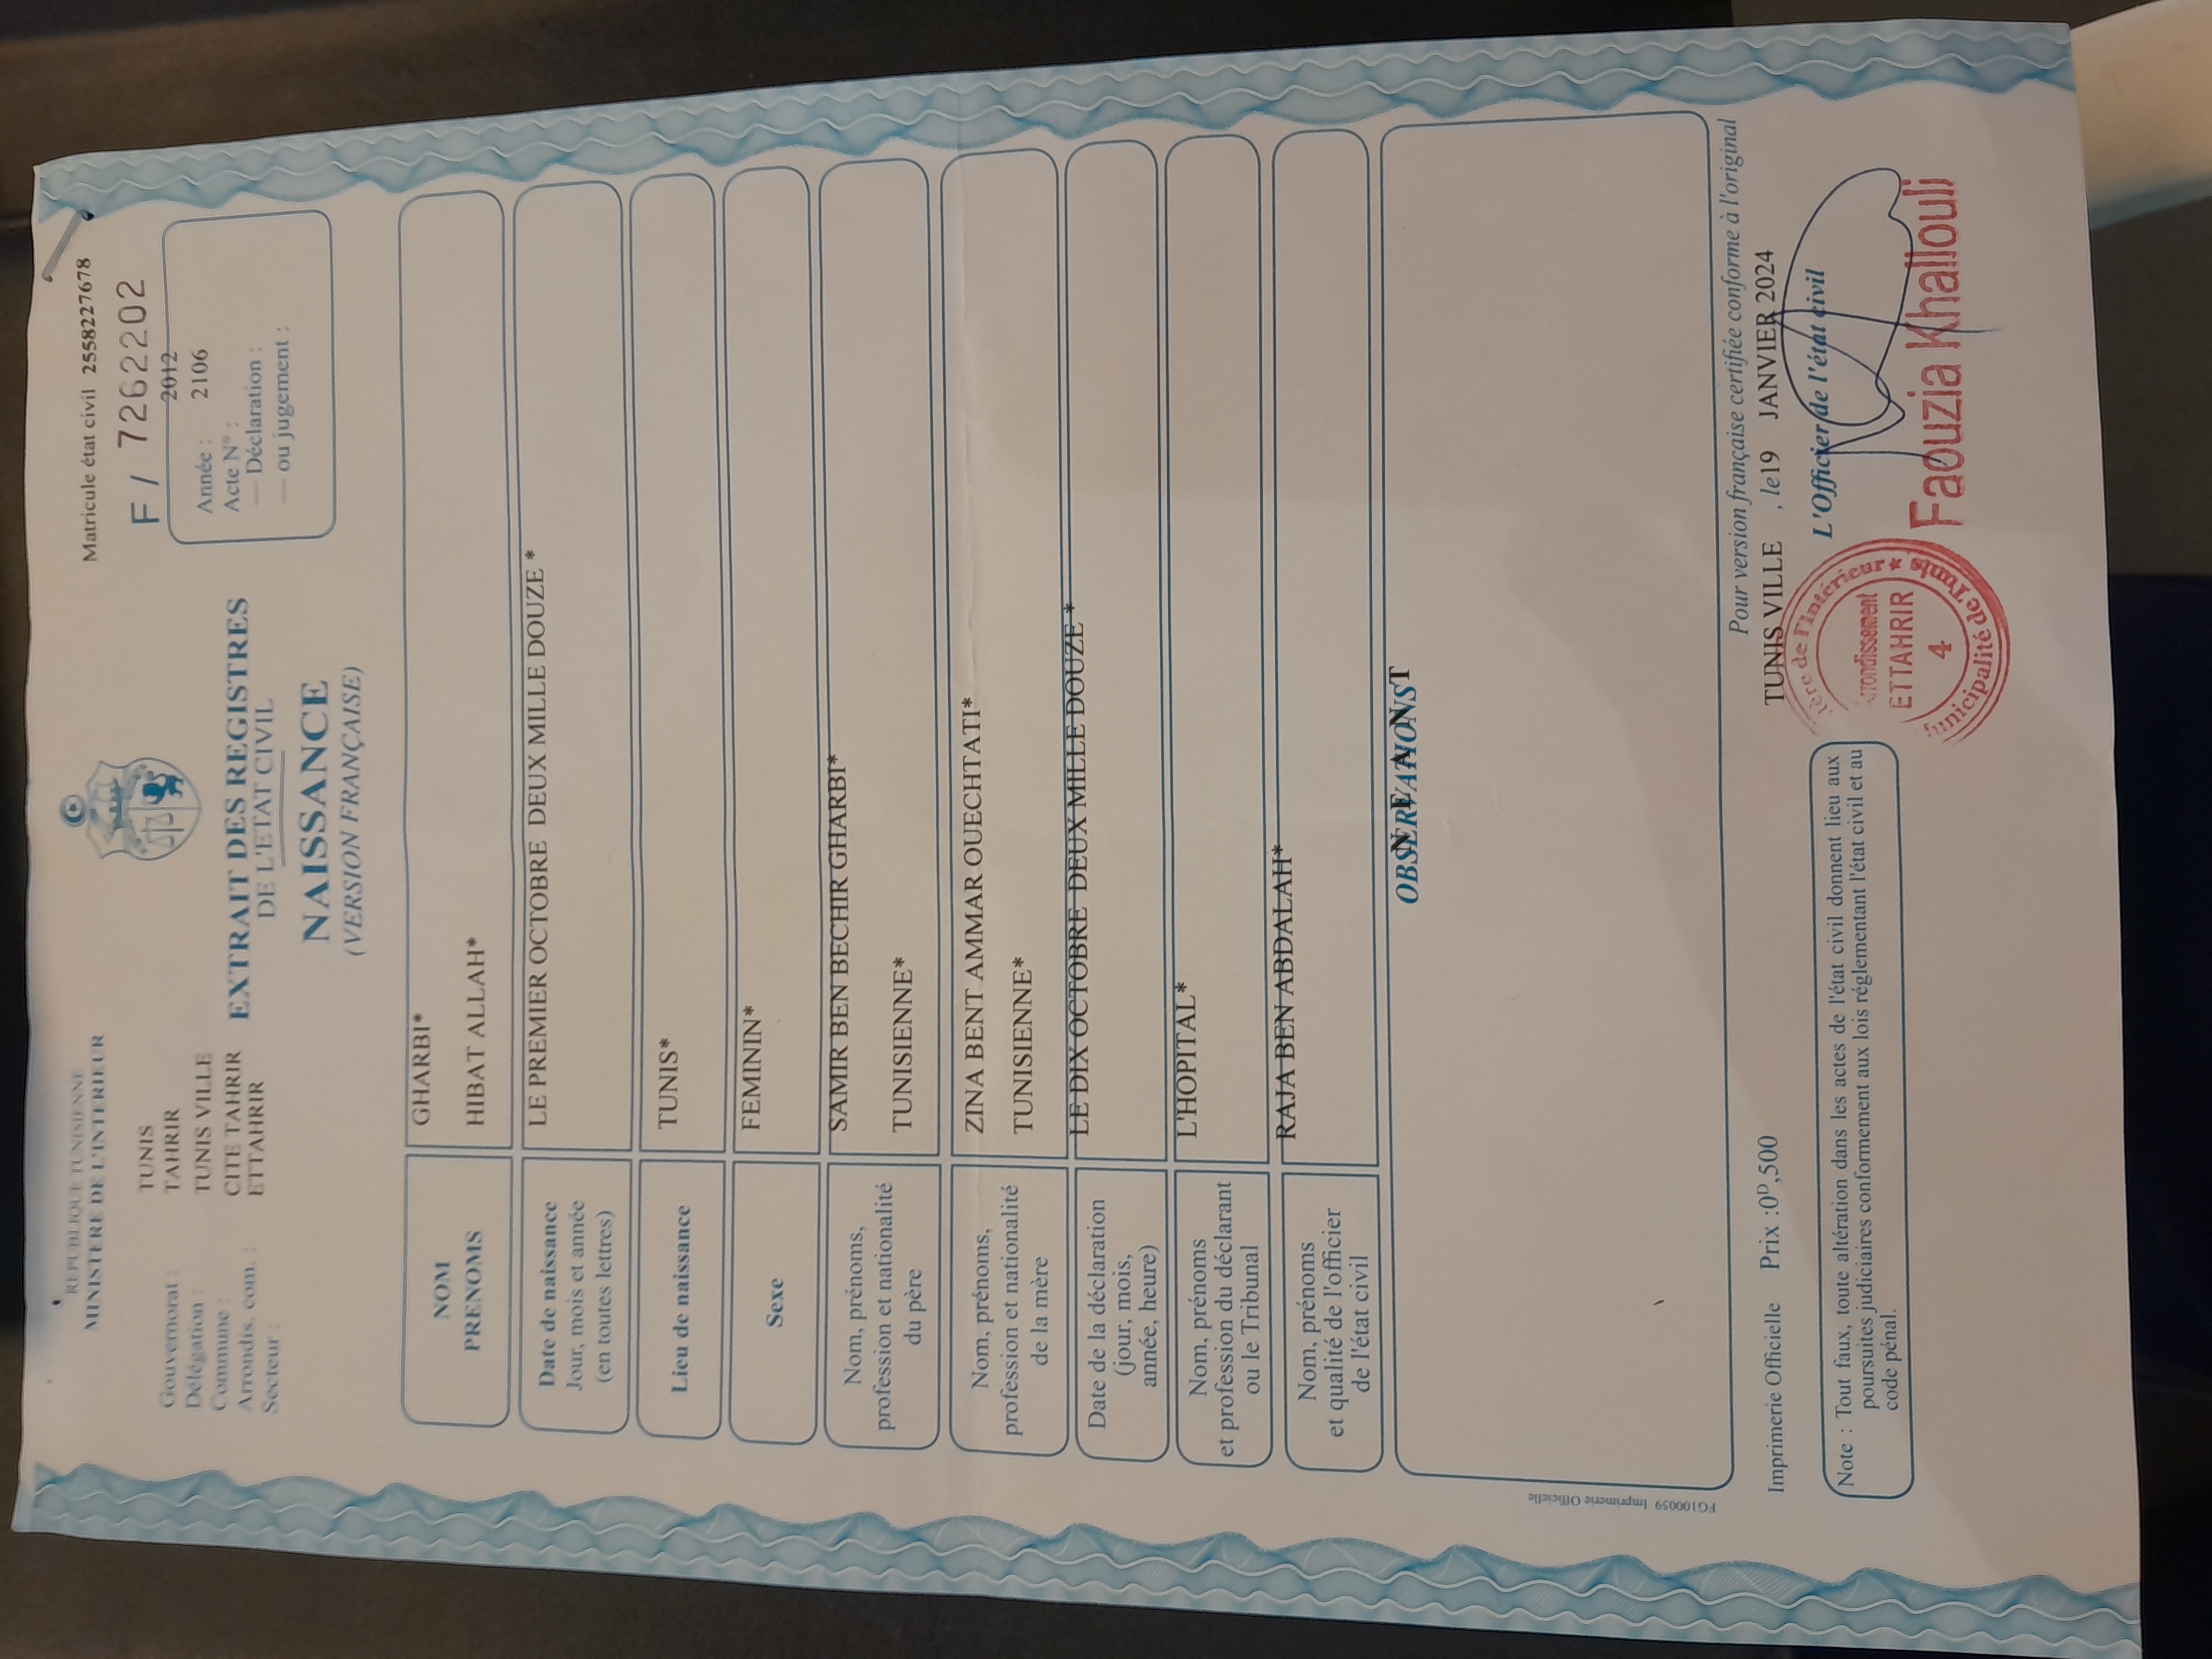 REPUBLIQUE TUNISIENNE
MINISTERE DE L'INTERIEUR
Gouvernorat : TUNIS
Délégation : TAHRIR
Commune : TUNIS VILLE
Arrondis. com. : CITE TAHRIR
Secteur : ETTAHRIR
Matricule état civil 2558227678
F / 7262202
2012
Année : 2106
Acte N° :
— Déclaration :
— ou jugement :
EXTRAIT DES REGISTRES
DE L'ETAT CIVIL
NAISSANCE
(VERSION FRANÇAISE)
NOM GHARBI*
PRENOMS HIBAT ALLAH*
Date de naissance LE PREMIER OCTOBRE DEUX MILLE DOUZE *
Jour, mois et année
(en toutes lettres)
Lieu de naissance TUNIS*
Sexe FEMININ*
Nom, prénoms, SAMIR BEN BECHIR GHARBI*
profession et nationalité TUNISIENNE*
du père
Nom, prénoms, ZINA BENT AMMAR OUECHTATI*
profession et nationalité TUNISIENNE*
de la mère
Date de la déclaration LE DIX OCTOBRE DEUX MILLE DOUZE *
(jour, mois,
année, heure)
Nom, prénoms L'HOPITAL*
et profession du déclarant
ou le Tribunal
Nom, prénoms RAJA BEN ABDALAH*
et qualité de l'officier
de l'état civil
N E A N T
OBSERVATIONS
FG100059 Imprimerie Officielle
Pour version française certifiée conforme à l'original
Imprimerie Officielle Prix :0D,500 TUNIS VILLE , le19 JANVIER 2024
L'Officier de l'état civil
Note : Tout faux, toute altération dans les actes de l'état civil donnent lieu aux
poursuites judiciaires conformement aux lois réglementant l'état civil et au
code pénal.
de l'Intérieur
Arrondissement
ETTAHRIR
4
Municipalité de Tunis
Faouzia Khallouli